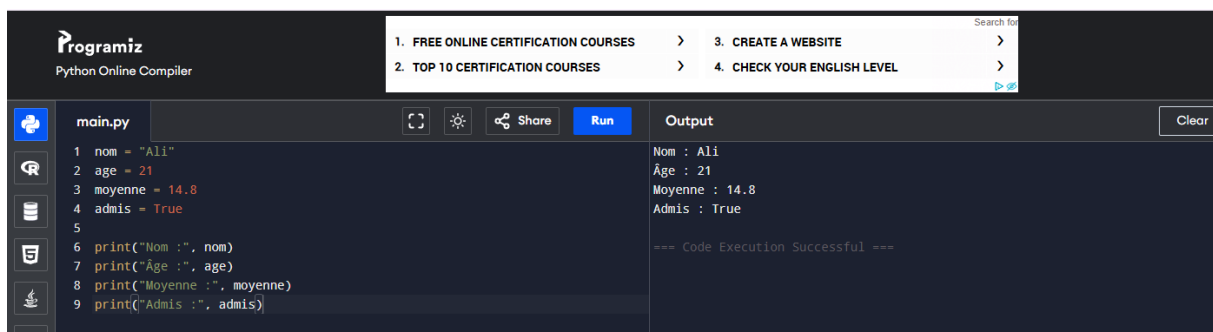 Search for
Programiz
Python Online Compiler
1. FREE ONLINE CERTIFICATION COURSES
2. TOP 10 CERTIFICATION COURSES
3. CREATE A WEBSITE
4. CHECK YOUR ENGLISH LEVEL
main.py
Share
Run
Output
Clear
1 nom = "Ali"
2 age = 21
3 moyenne = 14.8
4 admis = True
5
6 print("Nom :", nom)
7 print("Âge :", age)
8 print("Moyenne :", moyenne)
9 print("Admis :", admis)
Nom : Ali
Âge : 21
Moyenne : 14.8
Admis : True
=== Code Execution Successful ===